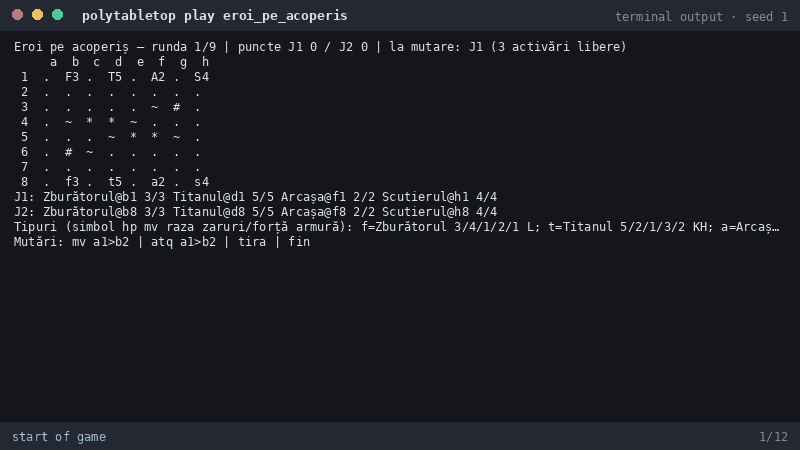 polytabletop play eroi_pe_acoperis
terminal output · seed 1
Eroi pe acoperiș — runda 1/9 | puncte J1 0 / J2 0 | la mutare: J1 (3 activări libere)
a b c d e f g h
1 . F3 . T5 . A2 . S4
2 . . . . . . . .
3 . . . . . ~ # .
4 . ~ * * ~ . . .
5 . . . ~ * * ~ .
6 . # ~ . . . . .
7 . . . . . . . .
8 . f3 . t5 . a2 . s4
J1: Zburătorul@b1 3/3 Titanul@d1 5/5 Arcașa@f1 2/2 Scutierul@h1 4/4
J2: Zburătorul@b8 3/3 Titanul@d8 5/5 Arcașa@f8 2/2 Scutierul@h8 4/4
Tipuri (simbol hp mv raza zaruri/forță armură): f=Zburătorul 3/4/1/2/1 L; t=Titanul 5/2/1/3/2 KH; a=Arcaș…
Mutări: mv a1>b2 | atq a1>b2 | tira | fin
start of game
1/12